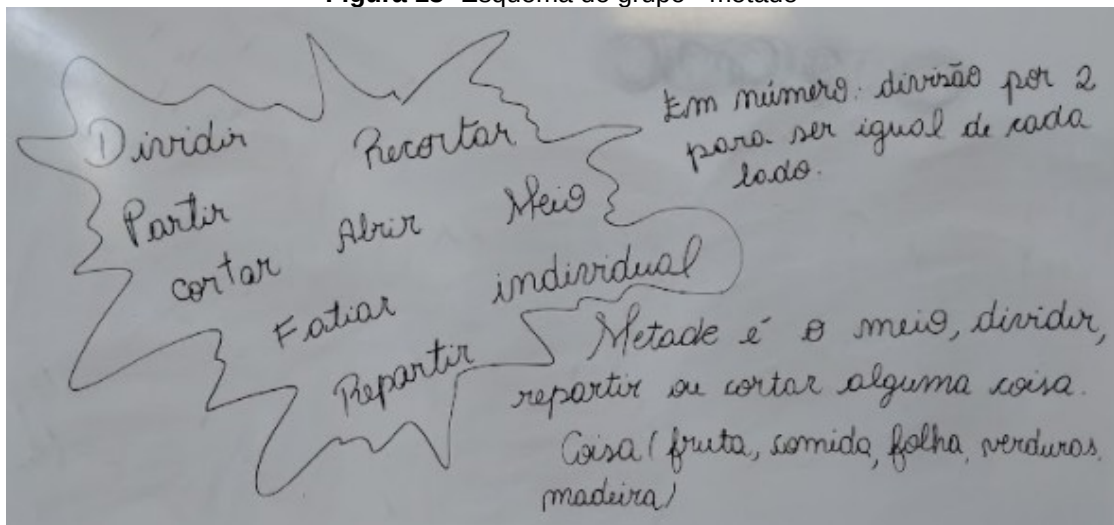 Figura 23- Esquema do grupo - metade
Dividir Recortar
Partir Abrir Meio
cortar individual
Fatiar
Repartir
Em número: divisão por 2
para ser igual de cada
lado.
Metade é o meio, dividir,
repartir ou cortar alguma coisa.
Coisa (fruta, comida, folha, verduras,
madeira)